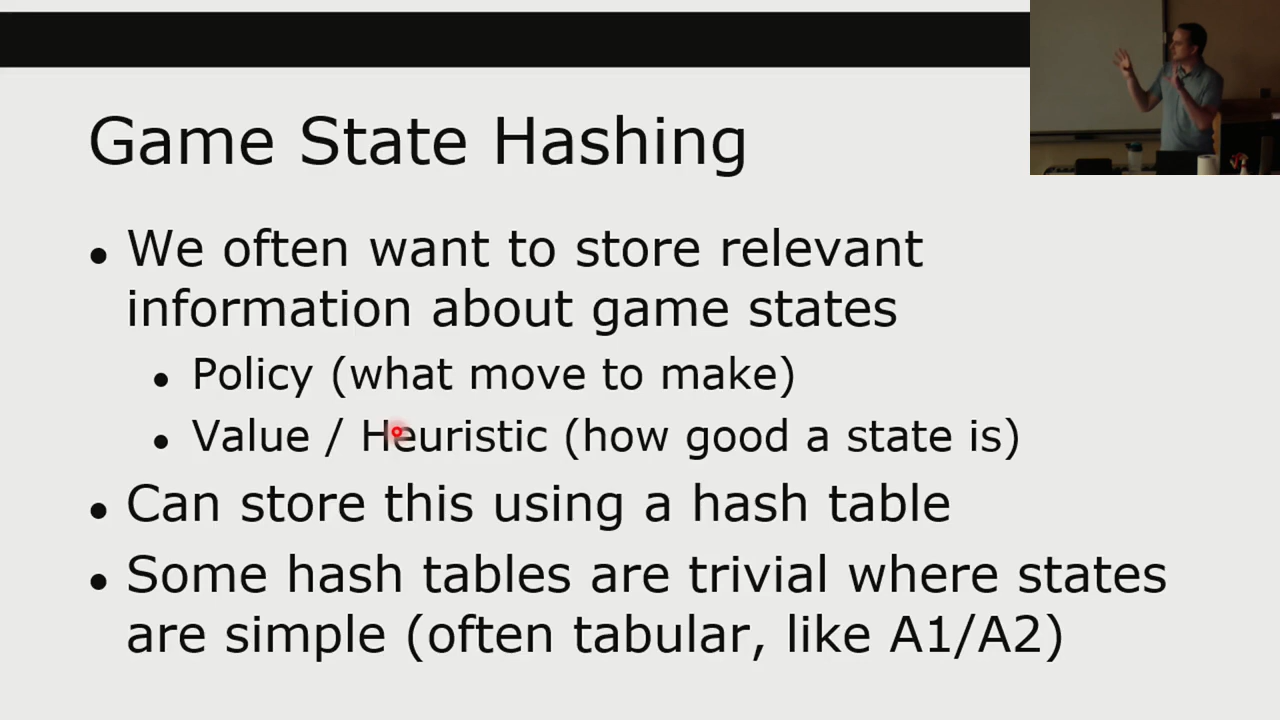 Game State Hashing
● We often want to store relevant
information about game states
● Policy (what move to make)
● Value / Heuristic (how good a state is)
● Can store this using a hash table
● Some hash tables are trivial where states
are simple (often tabular, like A1/A2)